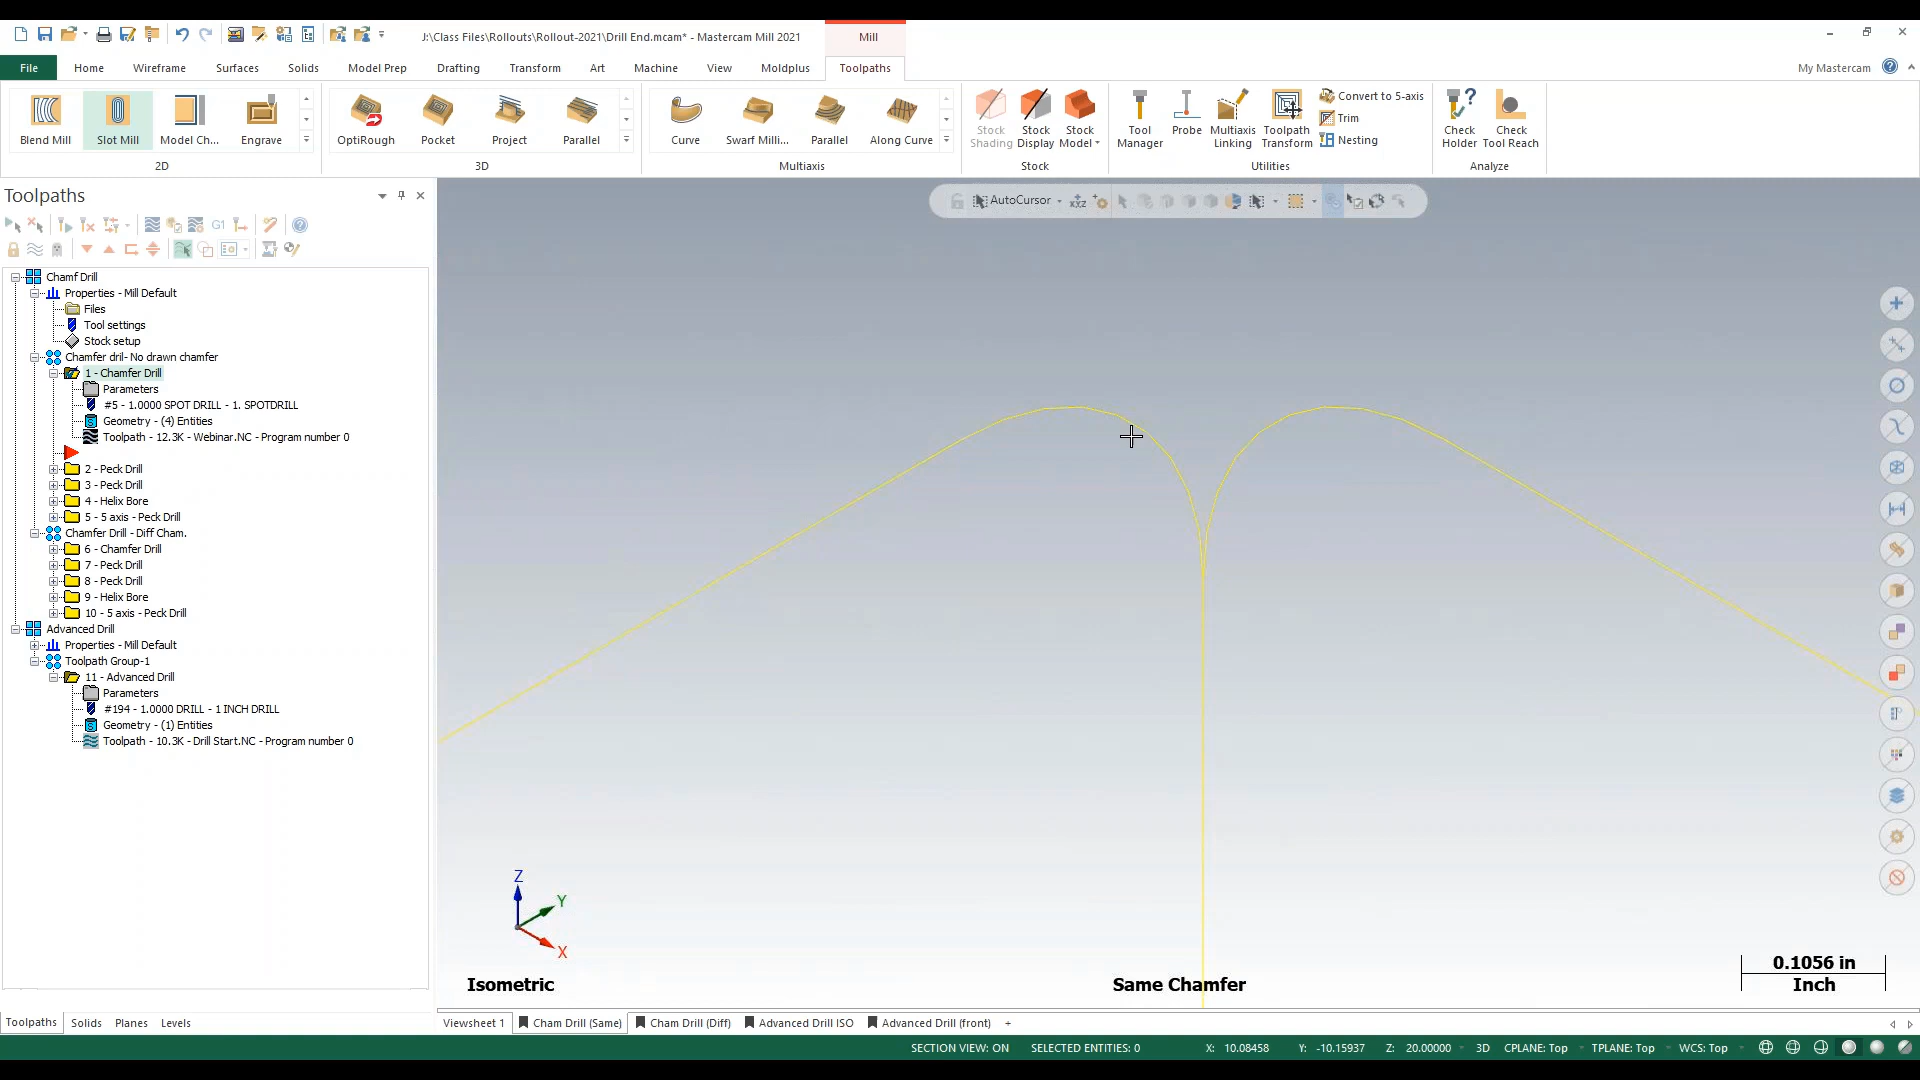 J:\Class Files\Rollouts\Rollout-2021\Drill End.mcam* - Mastercam Mill 2021
Mill
File Home Wireframe Surfaces Solids Model Prep Drafting Transform Art Machine View Moldplus Toolpaths
My Mastercam
Blend Mill Slot Mill Model Ch... Engrave
2D
OptiRough Pocket Project Parallel
3D
Curve Swarf Milli... Parallel Along Curve
Multiaxis
Stock Shading Stock Display Stock Model
Stock
Tool Manager Probe Multiaxis Linking Toolpath Transform
Convert to 5-axis
Trim
Nesting
Utilities
Check Holder Check Tool Reach
Analyze
Toolpaths
G1
AutoCursor
XYZ
Chamf Drill
Properties - Mill Default
Files
Tool settings
Stock setup
Chamfer dril- No drawn chamfer
1 - Chamfer Drill
Parameters
#5 - 1.0000 SPOT DRILL - 1. SPOTDRILL
Geometry - (4) Entities
Toolpath - 12.3K - Webinar.NC - Program number 0
2 - Peck Drill
3 - Peck Drill
4 - Helix Bore
5 - 5 axis - Peck Drill
Chamfer Drill - Diff Cham.
6 - Chamfer Drill
7 - Peck Drill
8 - Peck Drill
9 - Helix Bore
10 - 5 axis - Peck Drill
Advanced Drill
Properties - Mill Default
Toolpath Group-1
11 - Advanced Drill
Parameters
#194 - 1.0000 DRILL - 1 INCH DRILL
Geometry - (1) Entities
Toolpath - 10.3K - Drill Start.NC - Program number 0
Z
Y
X
Isometric
Same Chamfer
0.1056 in
Inch
Toolpaths Solids Planes Levels
Viewsheet 1 Cham Drill (Same) Cham Drill (Diff) Advanced Drill ISO Advanced Drill (front) +
SECTION VIEW: ON SELECTED ENTITIES: 0 X: 10.08458 Y: -10.15937 Z: 20.00000 3D CPLANE: Top TPLANE: Top WCS: Top